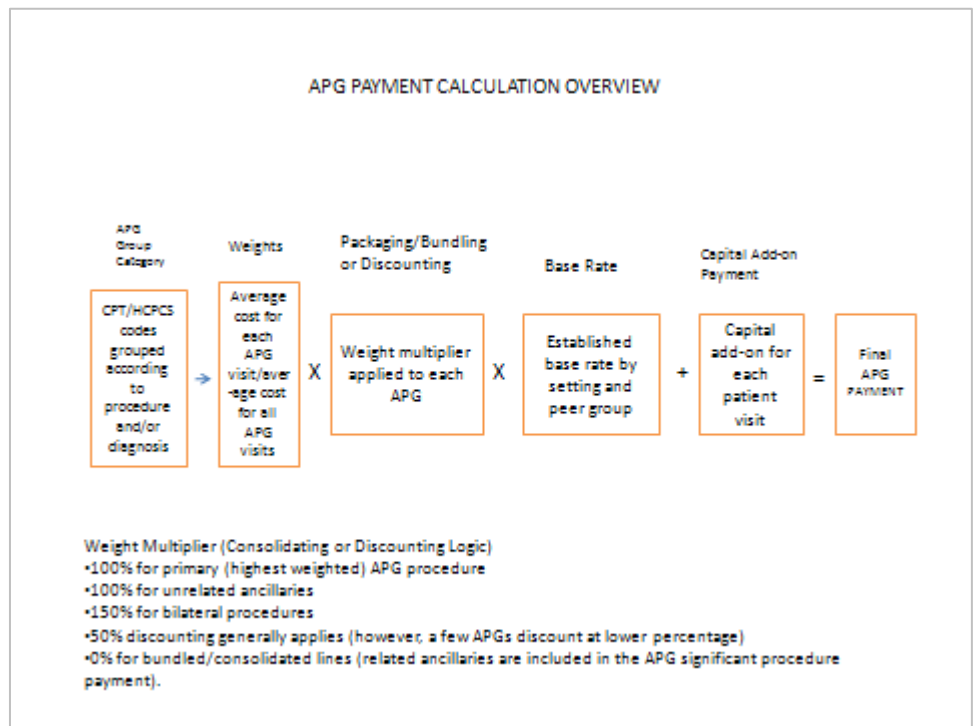 APG PAYMENT CALCULATION OVERVIEW
APG
Group
Category
Weights
Packaging/Bundling
or Discounting
Base Rate
Capital Add-on
Payment
CPT/HCPCS
codes
grouped
according
to
procedure
and/or
diagnosis
→
Average
cost for
each
APG
visit/aver
-age cost
for all
APG
visits
X
Weight multiplier
applied to each
APG
X
Established
base rate by
setting and
peer group
+
Capital
add-on for
each
patient
visit
=
Final
APG
PAYMENT
Weight Multiplier (Consolidating or Discounting Logic)
•100% for primary (highest weighted) APG procedure
•100% for unrelated ancillaries
•150% for bilateral procedures
•50% discounting generally applies (however, a few APGs discount at lower percentage)
•0% for bundled/consolidated lines (related ancillaries are included in the APG significant procedure
payment).